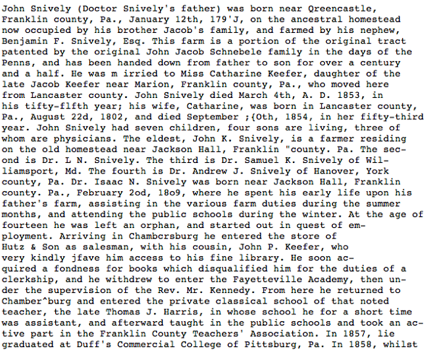 John Snively (Doctor Snively's father) was born near Qreencastle,
Franklin county, Pa., January 12th, 179'J, on the ancestral homestead
now occupied by his brother Jacob's family, and farmed by his nephew,
Benjamin F. Snively, Esq. This farm is a portion of the original tract
patented by the original John Jacob Schnebele family in the days of the
Penns, and has been handed down from father to son for over a century
and a half. He was m irried to Miss Catharine Keefer, daughter of the
late Jacob Keefer near Marion, Franklin county, Pa., who moved here
from Lancaster county. John Snively died March 4th, A. D. 1853, in
his tifty-flfth year; his wife, Catharine, was born in Lancaster county,
Pa., August 22d, 1802, and died September ;{0th, 1854, in her fifty-third
year. John Snively had seven children, four sons are living, three of
whom are physicians. The eldest, John K. Snively, is a farmer residing
on the old homestead near Jackson Hall, Franklin "county. Pa. The sec-
ond is Dr. L N. Snively. The third is Dr. Samuel K. Snively of Wil-
liamsport, Md. The fourth is Dr. Andrew J. Snively of Hanover, York
county, Pa. Dr. Isaac N. Snively was born near Jackson Hall, Franklin
county. Pa., February 2od, 18o9, where he spent his early life upon his
father's farm, assisting in the various farm duties during the summer
months, and attending the public schools during the winter. At the age of
fourteen he was left an orphan, and started out in quest of em-
ployment. Arriving in Chambcrsburg he entered the store of
Hutz & Son as salesman, with his cousin, John P. Keefer, who
very kindly jfave him access to his fine library. He soon ac-
quired a fondness for books which disqualified him for the duties of a
clerkship, and he withdrew to enter the Fayetteville Academy, then un-
der the supervision of the Rev. Mr. Kennedy. From here he returned to
Chamber^burg and entered the private classical school of that noted
teacher, the late Thomas J. Harris, in whose school he for a short time
was assistant, and afterward taught in the public schools and took an ac-
tive part in the Franklin County Teachers' Association. In 1857, lie
graduated at Duff's Commercial College of Pittsburg, Pa. In 1858, whilst